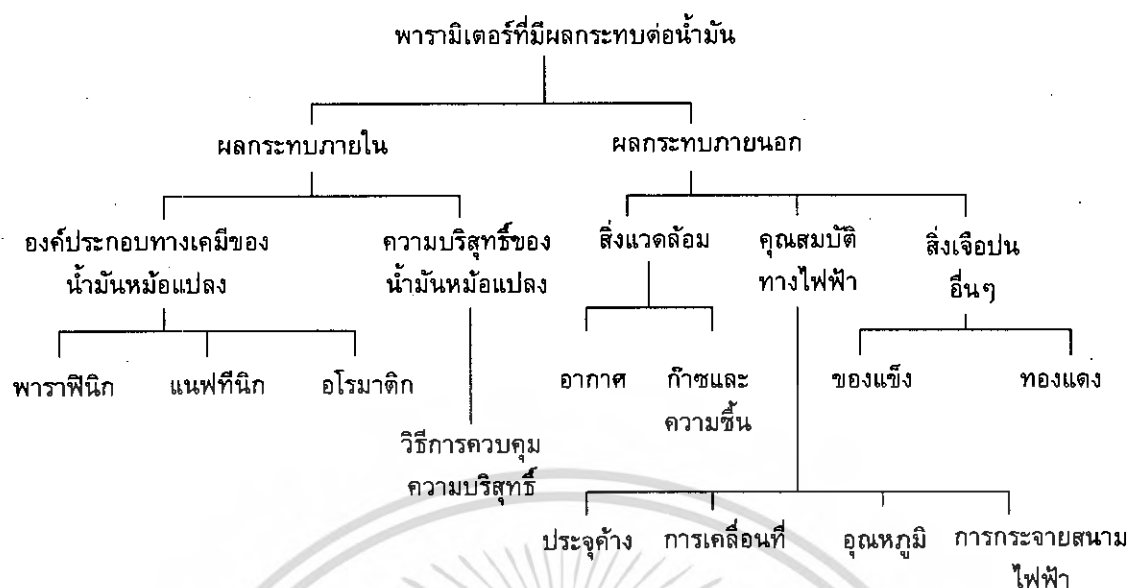 พารามิเตอร์ที่มีผลกระทบต่อน้ำมัน
ผลกระทบภายใน
ผลกระทบภายนอก
องค์ประกอบทางเคมีของ
น้ำมันหม้อแปลง
ความบริสุทธิ์ของ
น้ำมันหม้อแปลง
สิ่งแวดล้อม
คุณสมบัติ
ทางไฟฟ้า
สิ่งเจือปน
อื่นๆ
พาราฟินิก
แนฟทีนิก
อโรมาติก
วิธีการควบคุม
ความบริสุทธิ์
อากาศ
ก๊าซและ
ความชื้น
ของแข็ง
ทองแดง
ประจุค้าง
การเคลื่อนที่
อุณหภูมิ
การกระจายสนาม
ไฟฟ้า